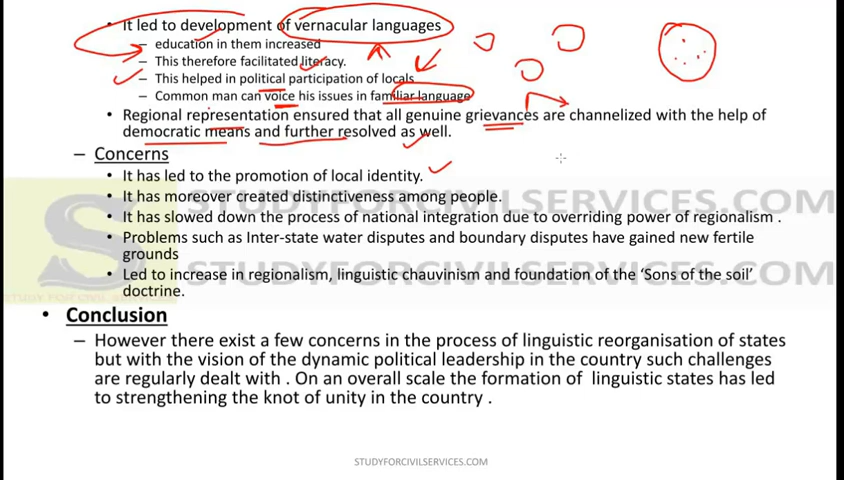 • It led to development of vernacular languages
– education in them increased
– This therefore facilitated literacy.
– This helped in political participation of locals
– Common man can voice his issues in familiar language
• Regional representation ensured that all genuine grievances are channelized with the help of
democratic means and further resolved as well.
– Concerns
• It has led to the promotion of local identity.
• It has moreover created distinctiveness among people.
• It has slowed down the process of national integration due to overriding power of regionalism .
• Problems such as Inter-state water disputes and boundary disputes have gained new fertile
grounds
• Led to increase in regionalism, linguistic chauvinism and foundation of the ‘Sons of the soil’
doctrine.
• Conclusion
– However there exist a few concerns in the process of linguistic reorganisation of states
but with the vision of the dynamic political leadership in the country such challenges
are regularly dealt with . On an overall scale the formation of linguistic states has led
to strengthening the knot of unity in the country .
STUDYFORCIVILSERVICES.COM
STUDYFORCIVILSERVICES.COM
STUDYFORCIVILSERVICES.COM